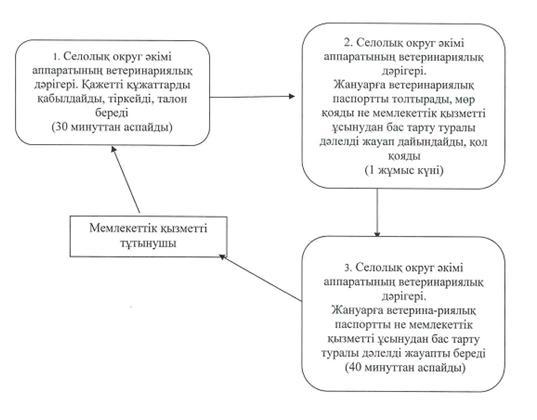 1. Селолық округ әкімі
аппаратының ветеринариялық
дәрігері. Қажетті құжаттарды
қабылдайды, тіркейді, талон
береді
(30 минуттан аспайды)
2. Селолық округ әкімі
аппаратының ветеринариялық
дәрігері.
Жануарға ветеринариялық
паспортты толтырады, мөр
қояды не мемлекеттік қызметті
ұсынудан бас тарту туралы
дәлелді жауап дайындайды, қол
қояды
(1 жұмыс күні)
Мемлекеттік қызметті
тұтынушы
3. Селолық округ әкімі
аппаратының ветеринариялық
дәрігері.
Жануарға ветерина-риялық
паспортты не мемлекеттік
қызметті ұсынудан бас тарту
туралы дәлелді жауапты береді
(40 минуттан аспайды)